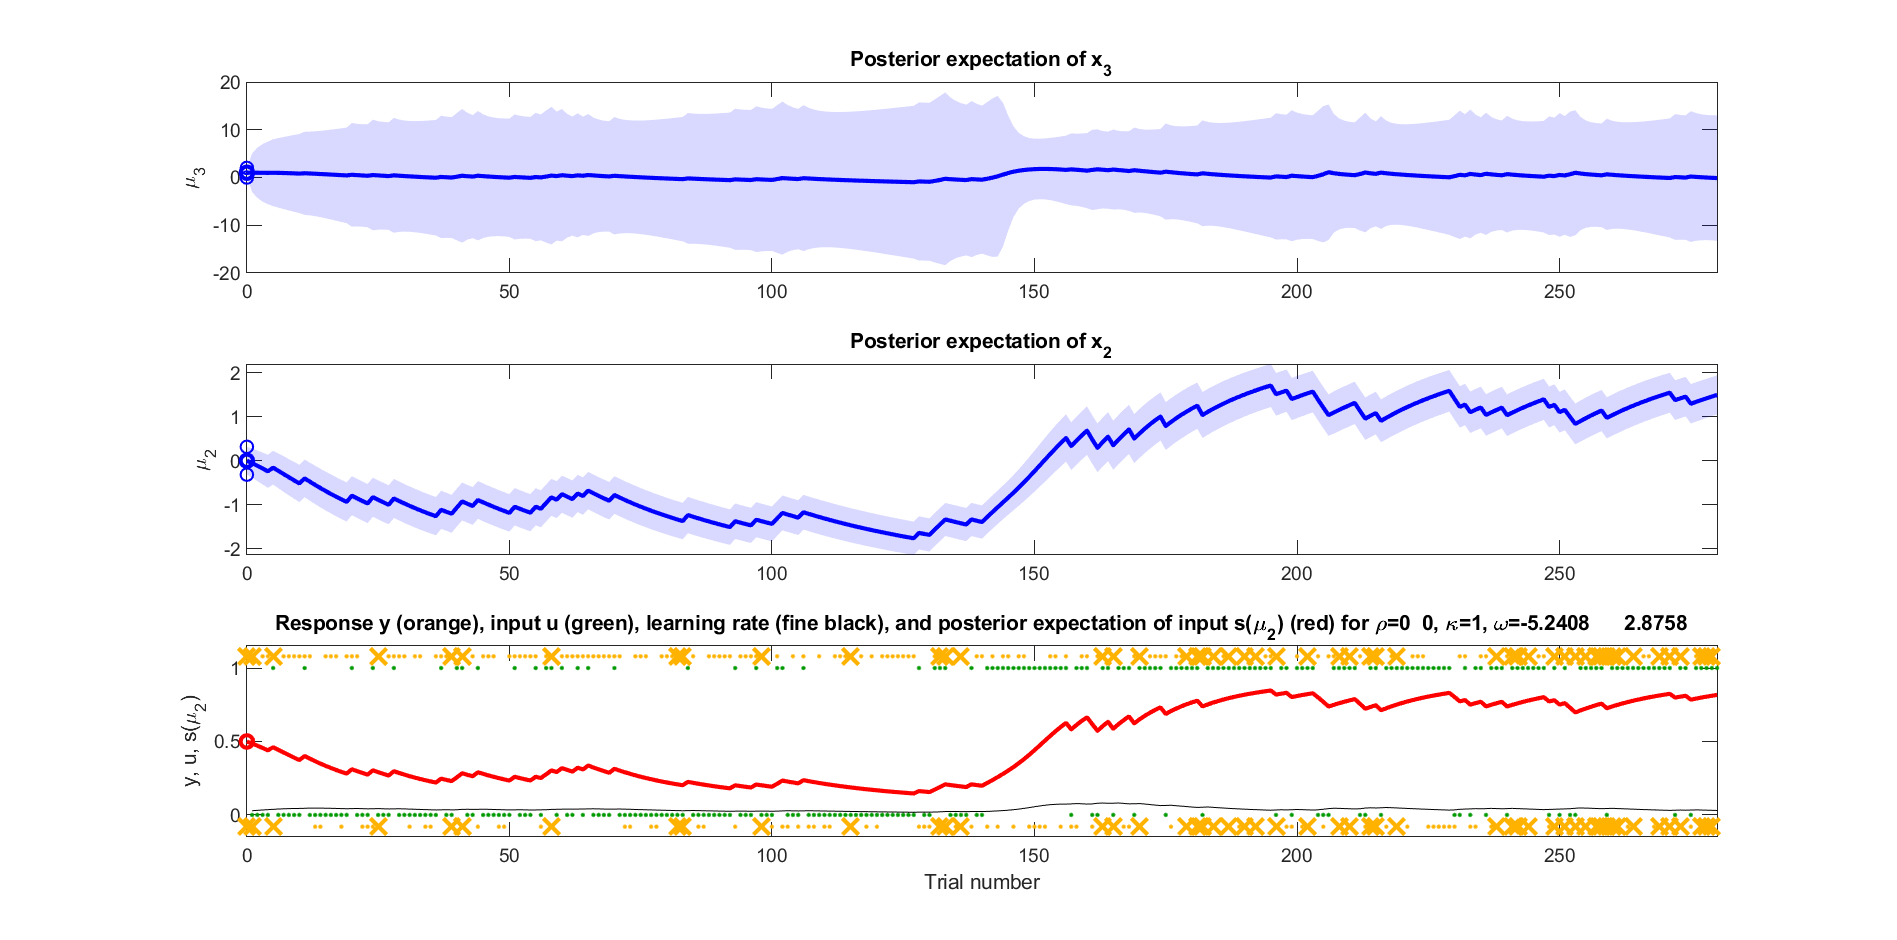 Posterior expectation of x3
20
10
0
-10
-20
μ3
0 50 100 150 200 250
Posterior expectation of x2
2
1
0
-1
-2
μ2
0 50 100 150 200 250
Response y (orange), input u (green), learning rate (fine black), and posterior expectation of input s(μ2) (red) for ρ=0 0, κ=1, ω=-5.2408 2.8758
1
0.5
0
y, u, s(μ2)
0 50 100 150 200 250
Trial number